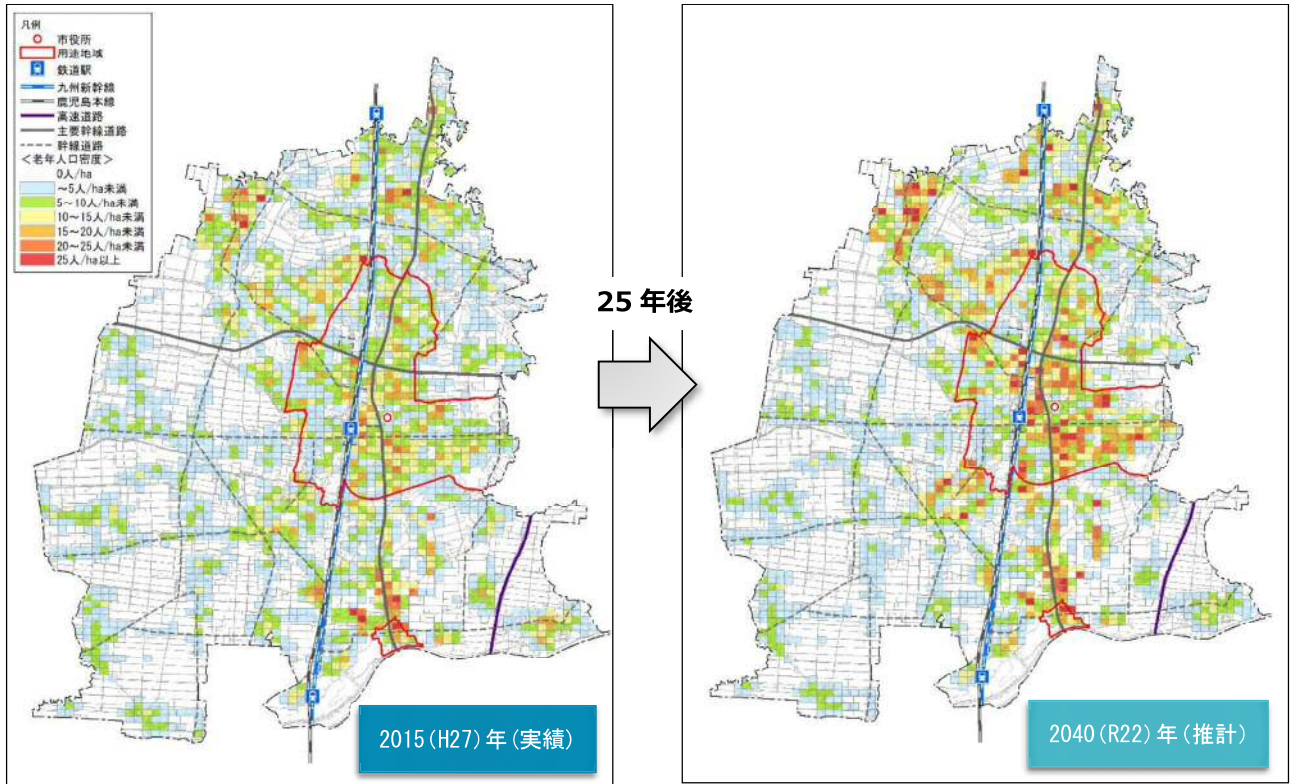 凡例
市役所
用途地域
鉄道駅
九州新幹線
鹿児島本線
高速道路
主要幹線道路
幹線道路
＜老年人口密度＞
0人/ha
～5人/ha未満
5～10人/ha未満
10～15人/ha未満
15～20人/ha未満
20～25人/ha未満
25人/ha以上
25年後
2015(H27)年(実績)
2040(R22)年(推計)